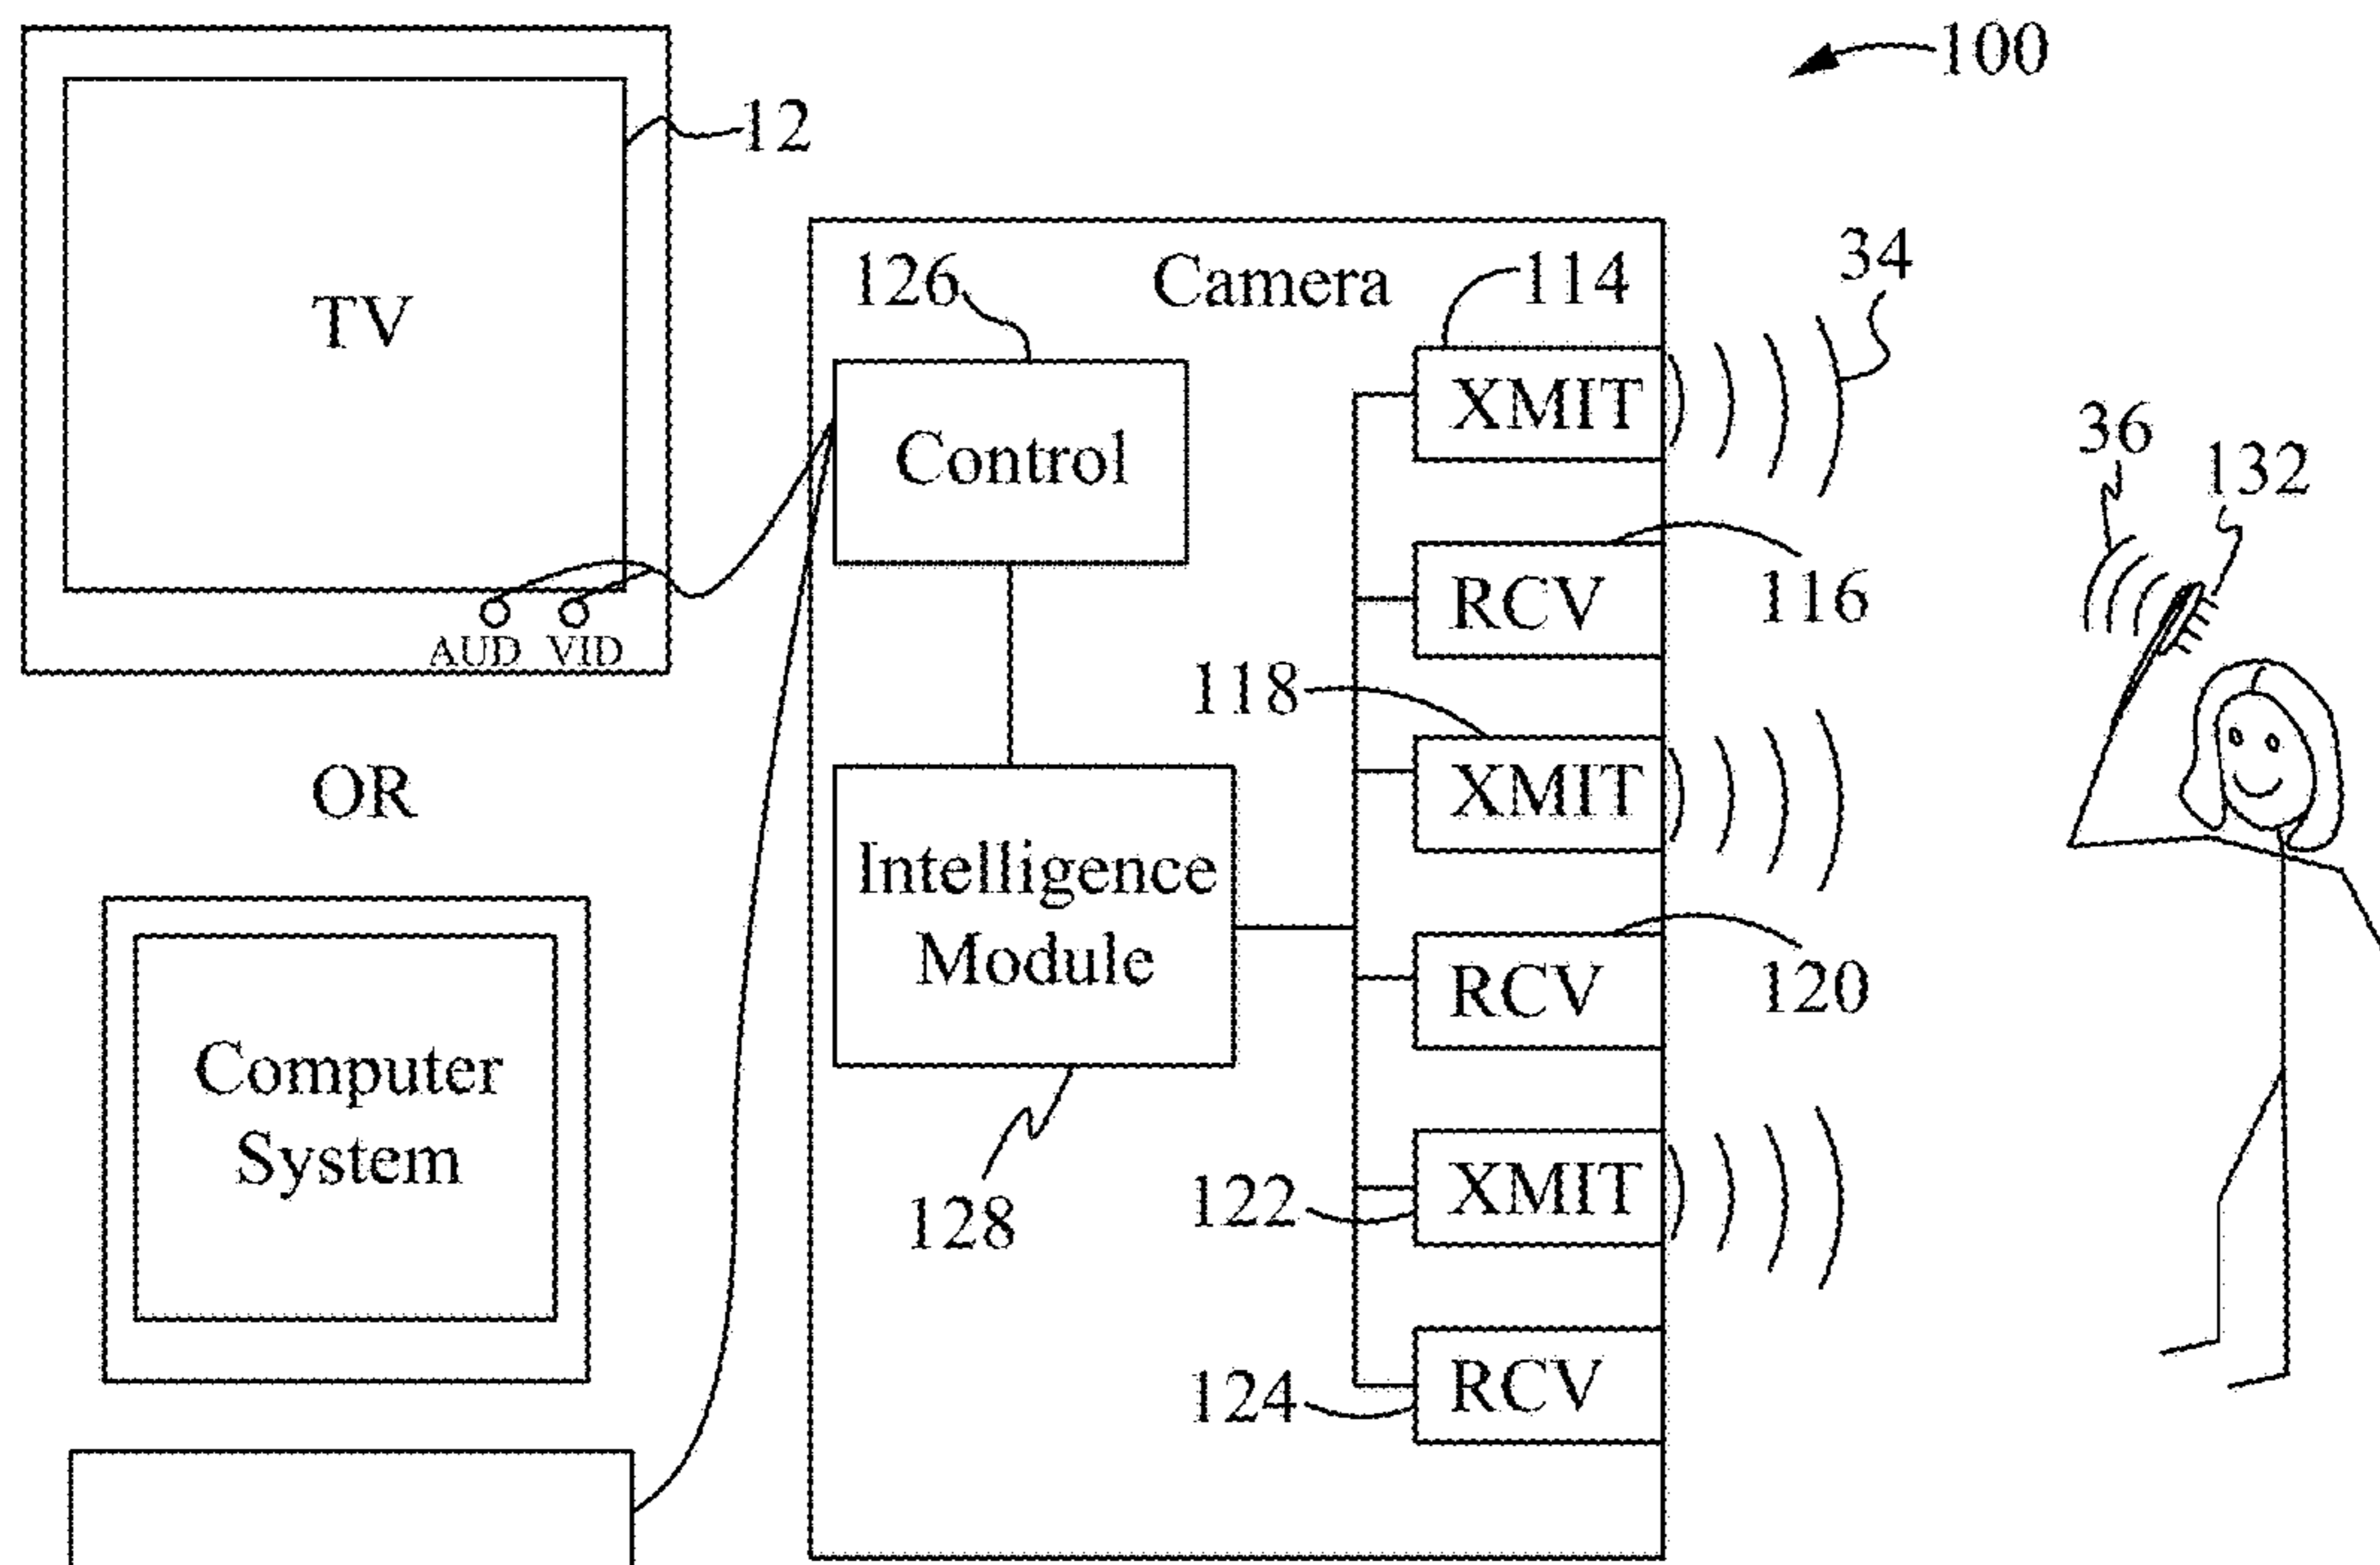 100
12
TV
AUD VID
OR
Computer
System
Camera
126
Control
Intelligence
Module
128
114
XMIT
34
RCV
116
118
XMIT
RCV
120
122
XMIT
124
RCV
36
132